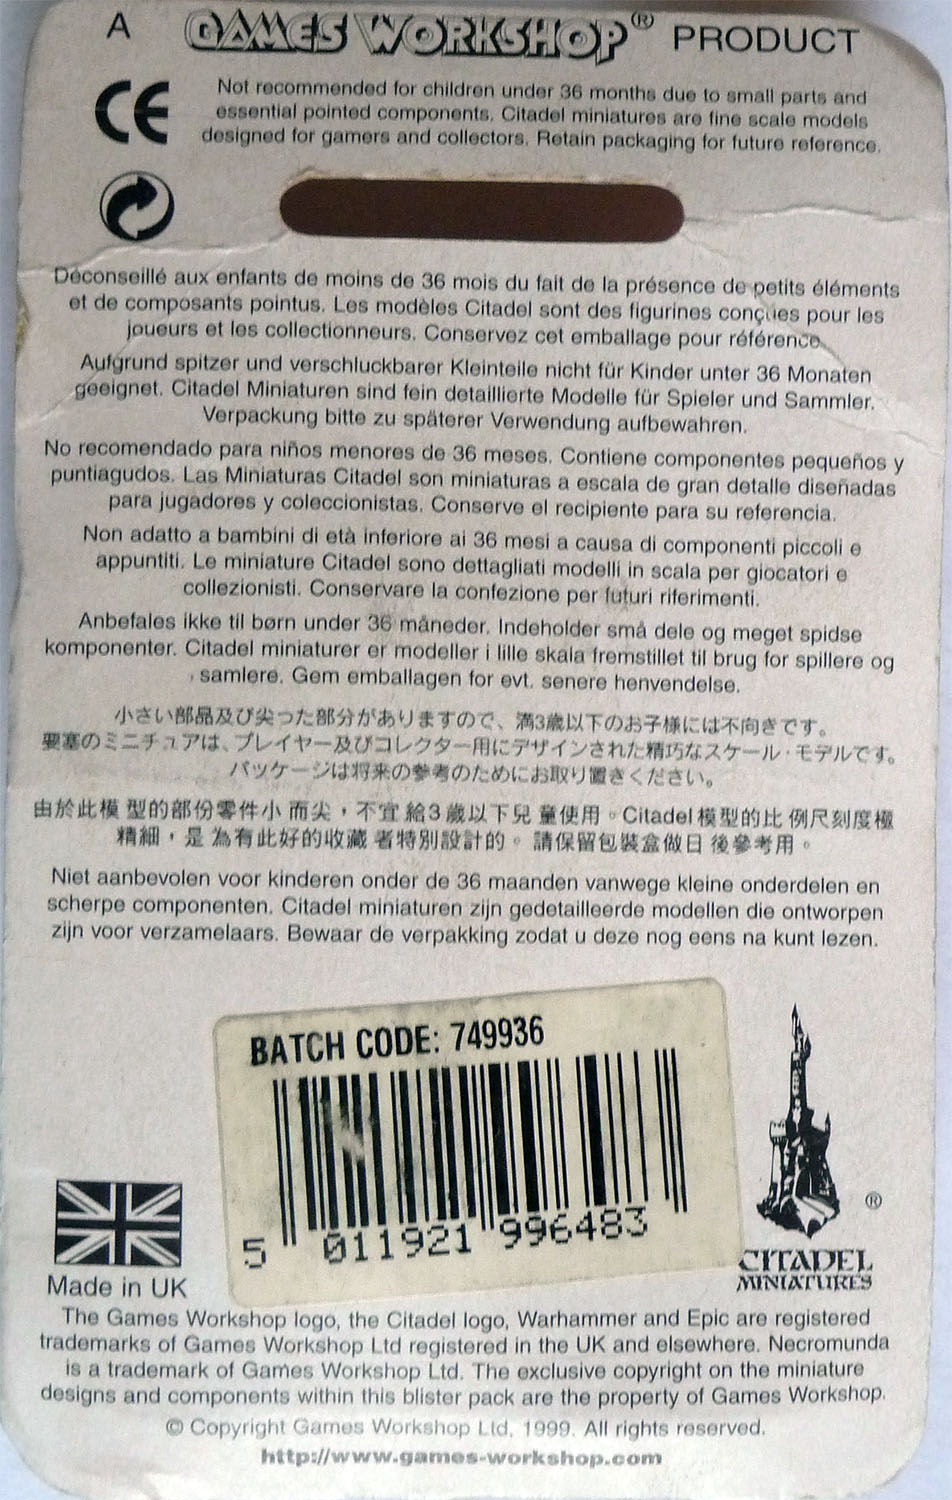 A GAMES WORKSHOP® PRODUCT
CE
Not recommended for children under 36 months due to small parts and
essential pointed components. Citadel miniatures are fine scale models
designed for gamers and collectors. Retain packaging for future reference.
Déconseillé aux enfants de moins de 36 mois du fait de la présence de petits éléments
et de composants pointus. Les modèles Citadel sont des figurines conçues pour les
joueurs et les collectionneurs. Conservez cet emballage pour référence.
Aufgrund spitzer und verschluckbarer Kleinteile nicht für Kinder unter 36 Monaten
geeignet. Citadel Miniaturen sind fein detaillierte Modelle für Spieler und Sammler.
Verpackung bitte zu späterer Verwendung aufbewahren.
No recomendado para niños menores de 36 meses. Contiene componentes pequeños y
puntiagudos. Las Miniaturas Citadel son miniaturas a escala de gran detalle diseñadas
para jugadores y coleccionistas. Conserve el recipiente para su referencia.
Non adatto a bambini di età inferiore ai 36 mesi a causa di componenti piccoli e
appuntiti. Le miniature Citadel sono dettagliati modelli in scala per giocatori e
collezionisti. Conservare la confezione per futuri riferimenti.
Anbefales ikke til børn under 36 måneder. Indeholder små dele og meget spidse
komponenter. Citadel miniaturer er modeller i lille skala fremstillet til brug for spillere og
samlere. Gem emballagen for evt. senere henvendelse.
小さい部品及び尖った部分がありますので、満3歳以下のお子様には不向きです。
要塞のミニチュアは、プレイヤー及びコレクター用にデザインされた精巧なスケール・モデルです。
パッケージは将来の参考のためにお取り置きください。
由於此模 型的部份零件小 而尖，不宜 給3 歲以下兒 童使用。Citadel 模型的比 例尺刻度極
精細，是 為有此好的收藏 者特別設計的。 請保留包裝盒做日 後參考用。
Niet aanbevolen voor kinderen onder de 36 maanden vanwege kleine onderdelen en
scherpe componenten. Citadel miniaturen zijn gedetailleerde modellen die ontworpen
zijn voor verzamelaars. Bewaar de verpakking zodat u deze nog eens na kunt lezen.
BATCH CODE: 749936
5 011921 996483
®
CITADEL
MINIATURES
Made in UK
The Games Workshop logo, the Citadel logo, Warhammer and Epic are registered
trademarks of Games Workshop Ltd registered in the UK and elsewhere. Necromunda
is a trademark of Games Workshop Ltd. The exclusive copyright on the miniature
designs and components within this blister pack are the property of Games Workshop.
© Copyright Games Workshop Ltd, 1999. All rights reserved.
http://www.games-workshop.com